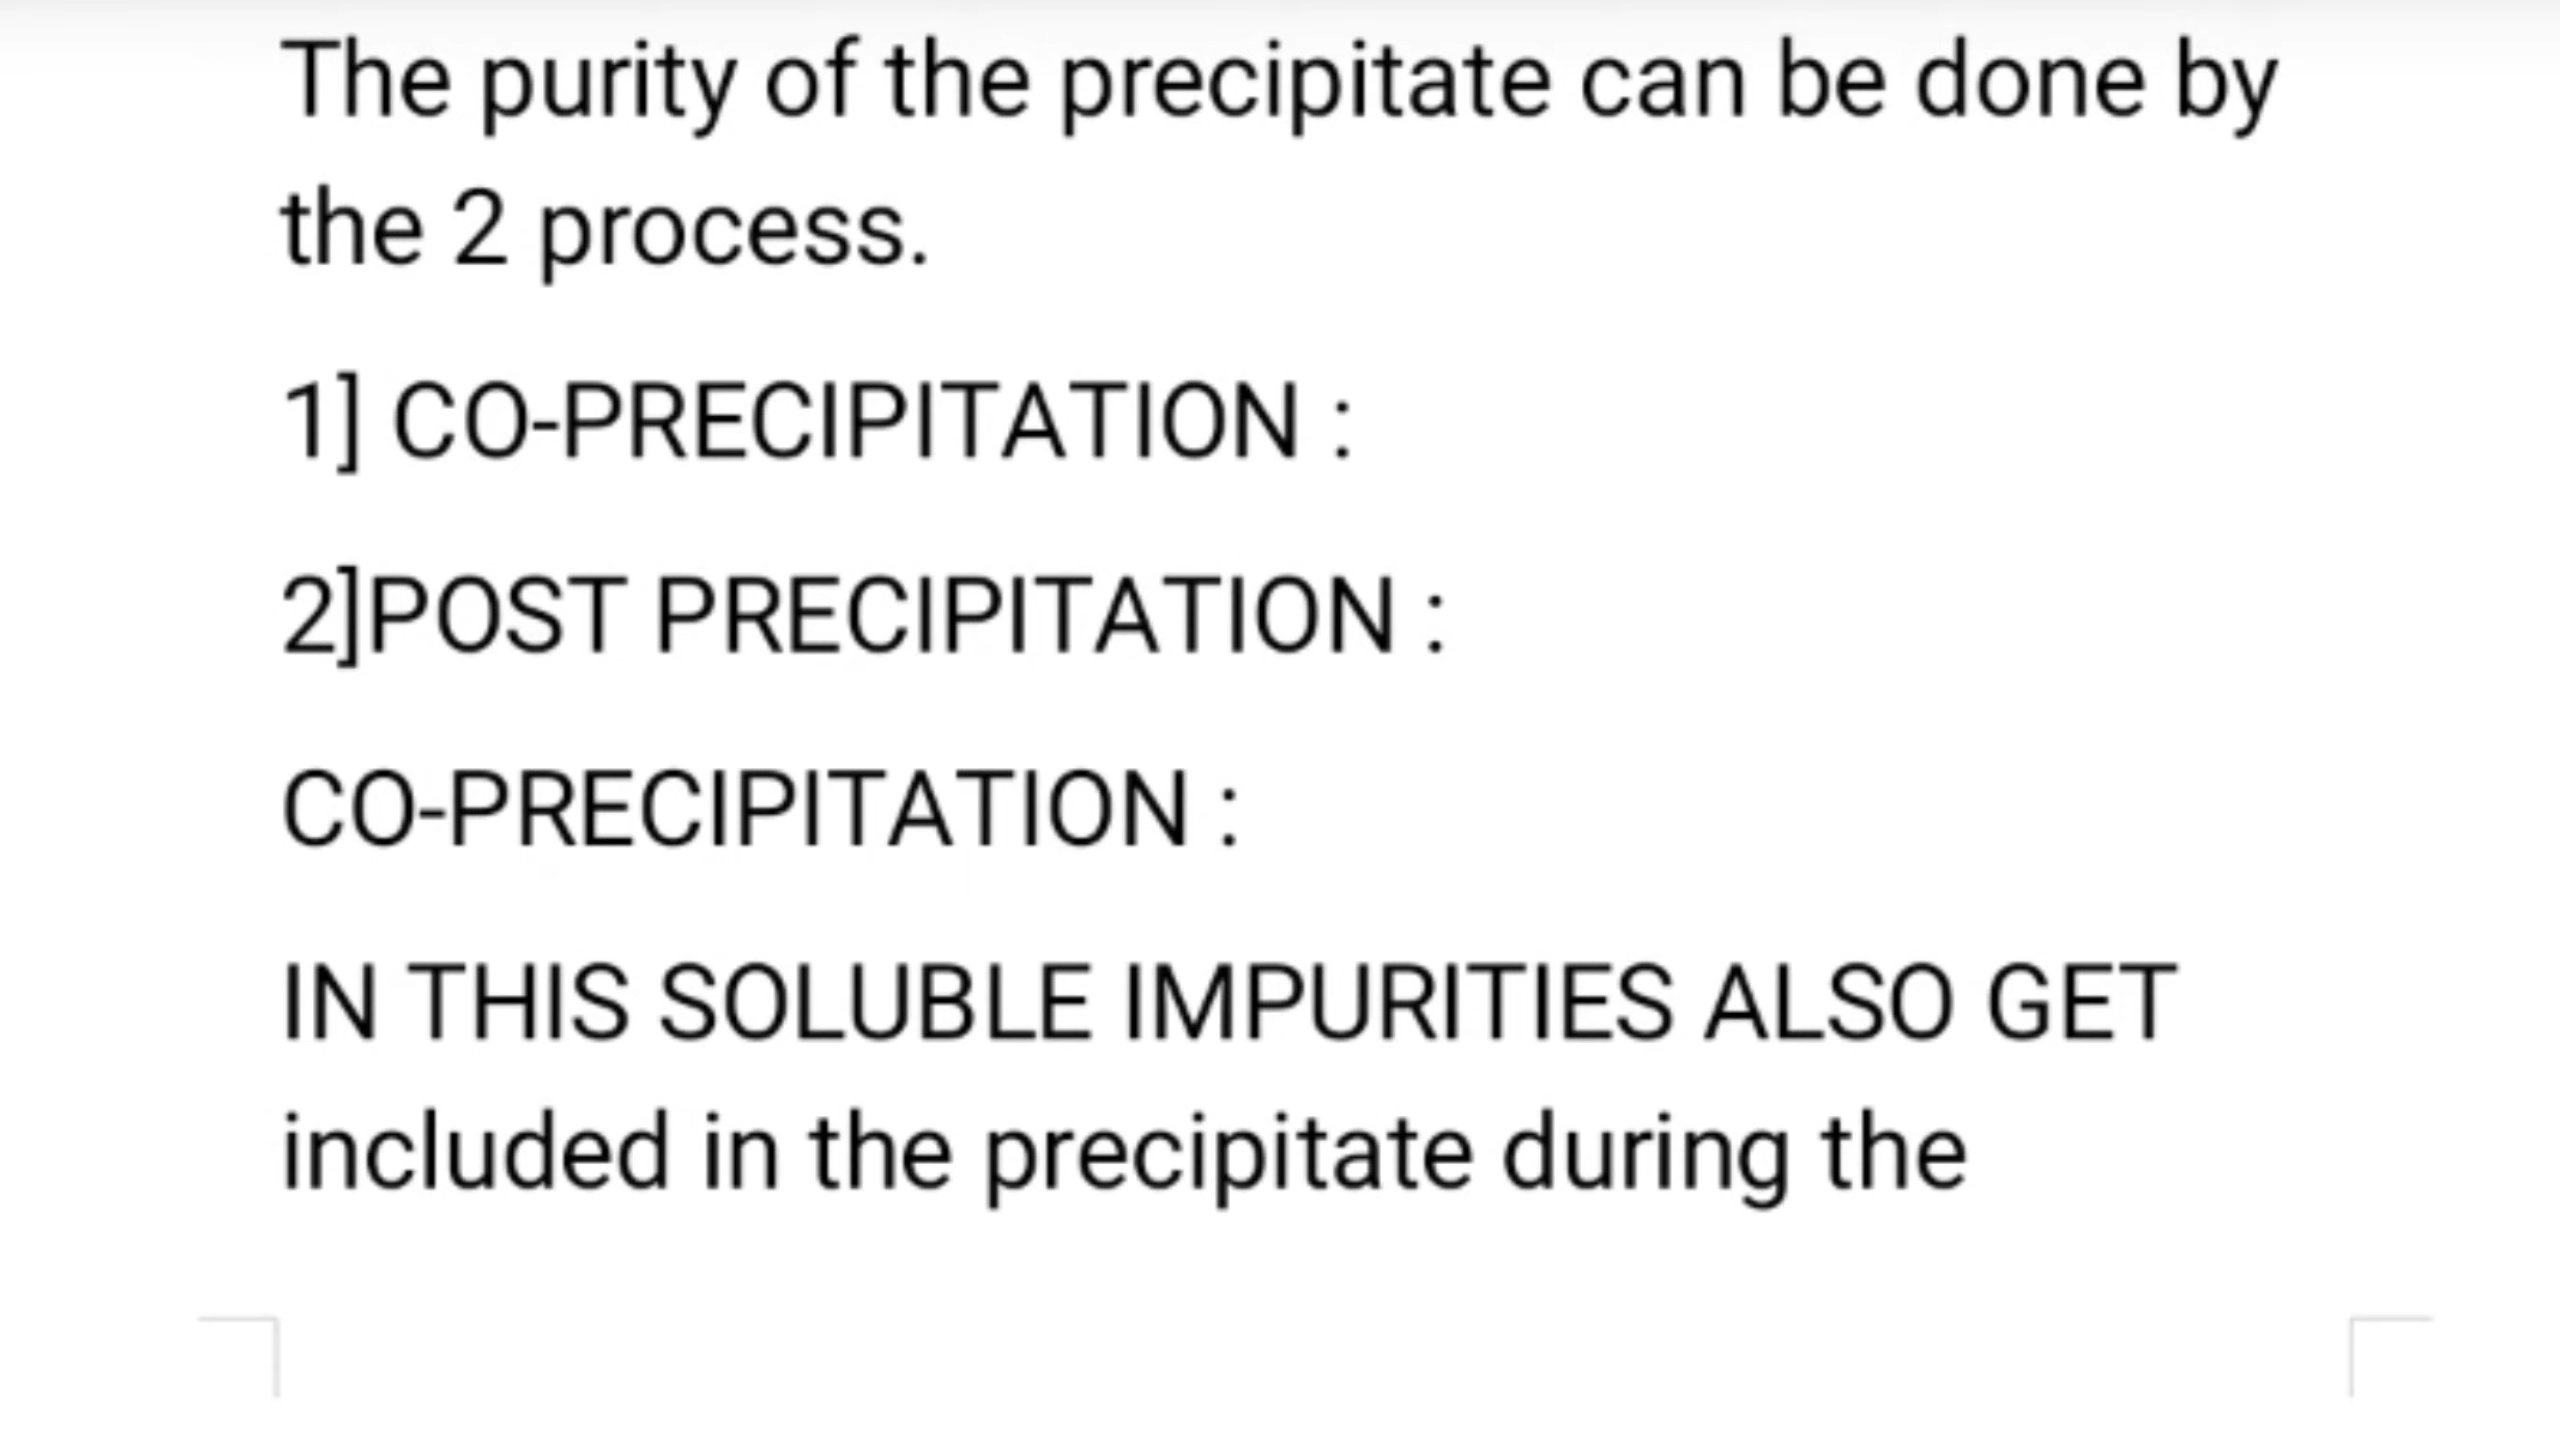 The purity of the precipitate can be done by
the 2 process.
1] CO-PRECIPITATION :
2]POST PRECIPITATION :
CO-PRECIPITATION :
IN THIS SOLUBLE IMPURITIES ALSO GET
included in the precipitate during the